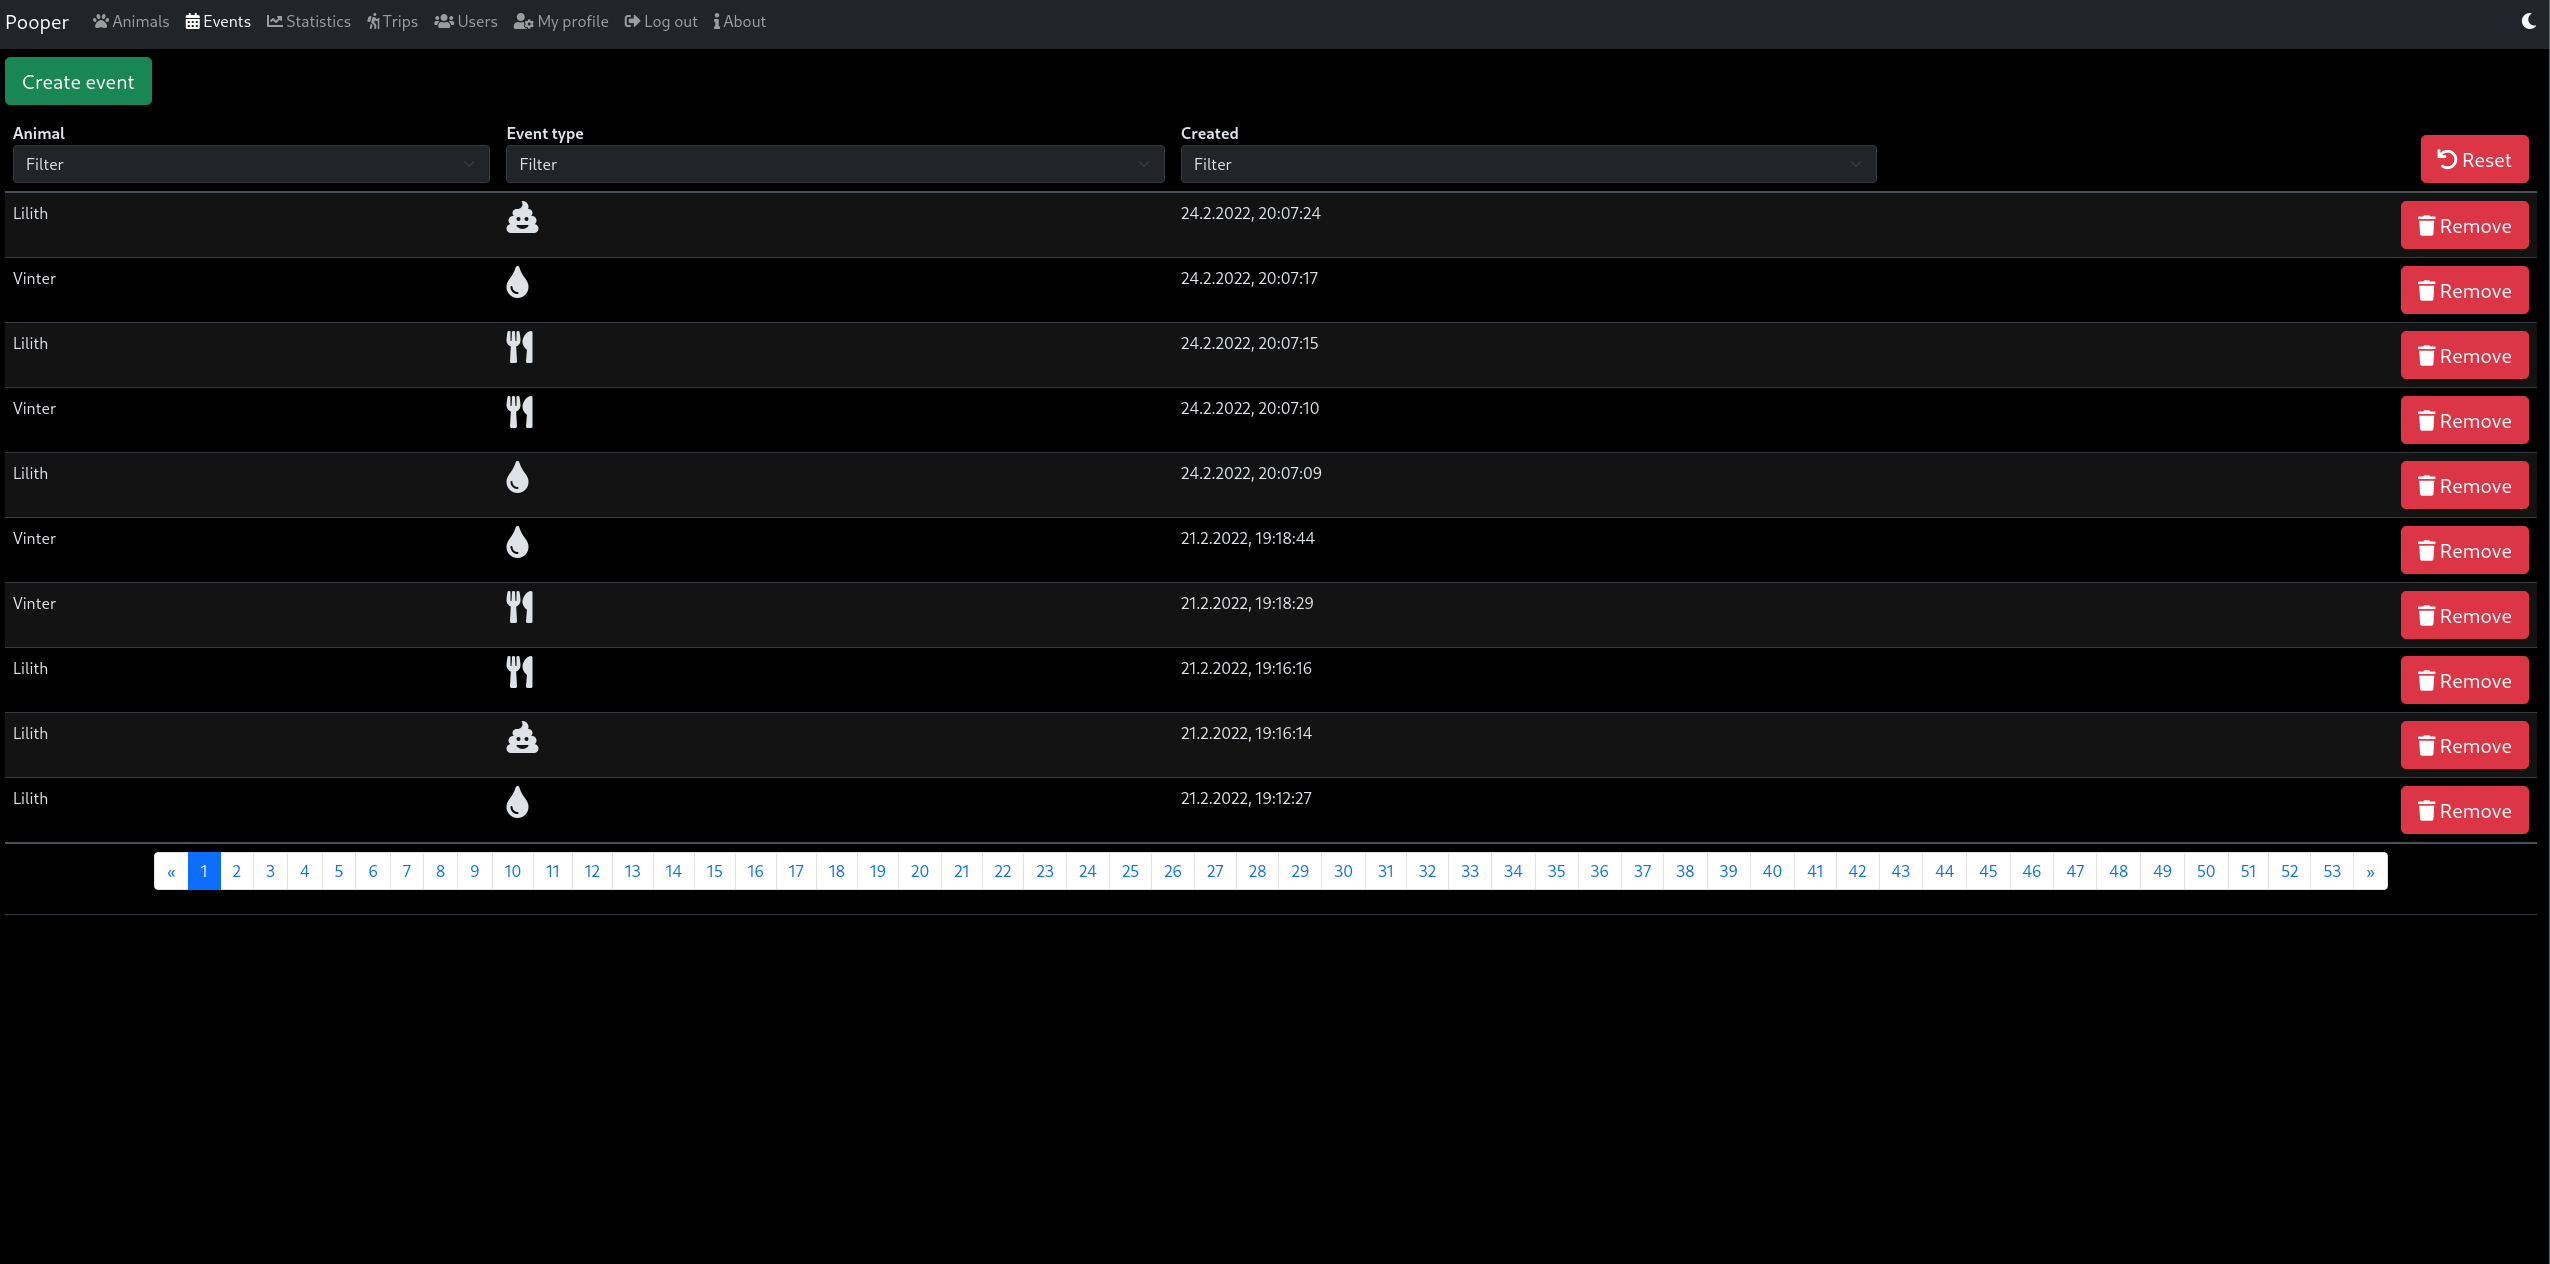 Pooper Animals Events Statistics Trips Users My profile Log out About
Create event
Animal Event type Created
Filter Filter Filter Reset
Lilith 24.2.2022, 20:07:24 Remove
Vinter 24.2.2022, 20:07:17 Remove
Lilith 24.2.2022, 20:07:15 Remove
Vinter 24.2.2022, 20:07:10 Remove
Lilith 24.2.2022, 20:07:09 Remove
Vinter 21.2.2022, 19:18:44 Remove
Vinter 21.2.2022, 19:18:29 Remove
Lilith 21.2.2022, 19:16:16 Remove
Lilith 21.2.2022, 19:16:14 Remove
Lilith 21.2.2022, 19:12:27 Remove
« 1 2 3 4 5 6 7 8 9 10 11 12 13 14 15 16 17 18 19 20 21 22 23 24 25 26 27 28 29 30 31 32 33 34 35 36 37 38 39 40 41 42 43 44 45 46 47 48 49 50 51 52 53 »